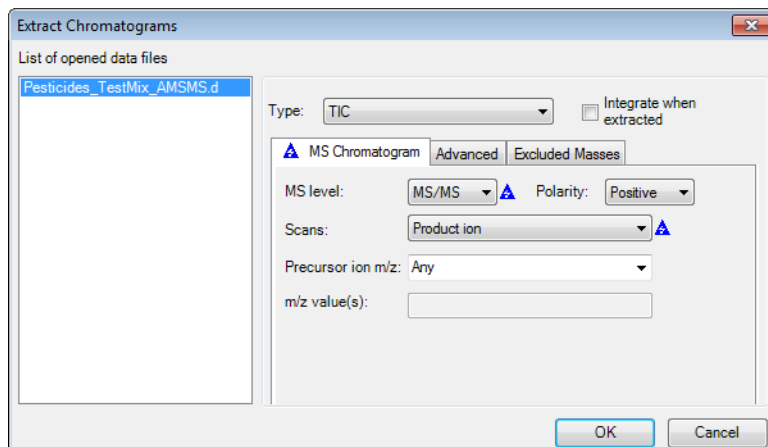 Extract Chromatograms
List of opened data files
Pesticides_TestMix_AMSMS.d
Type: TIC
Integrate when
extracted
MS Chromatogram Advanced Excluded Masses
MS level: MS/MS Polarity: Positive
Scans: Product ion
Precursor ion m/z: Any
m/z value(s):
OK Cancel